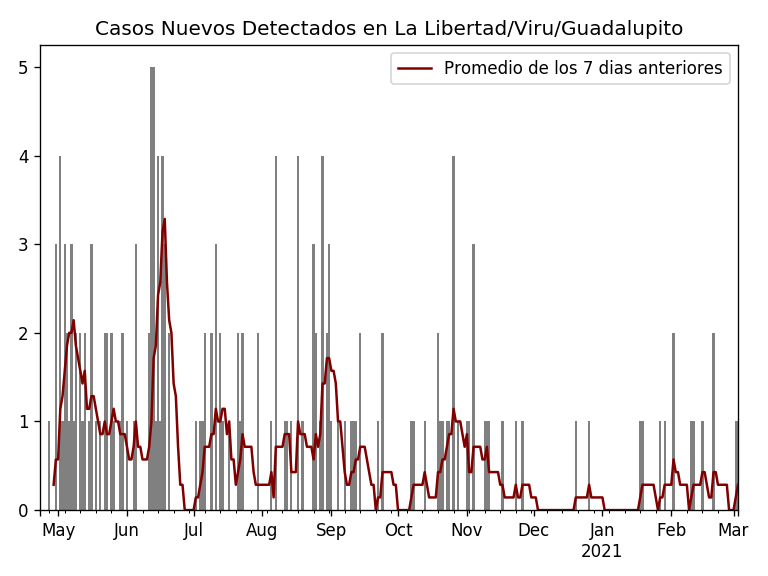 Casos Nuevos Detectados en La Libertad/Viru/Guadalupito
Promedio de los 7 dias anteriores
5
4
3
2
1
0
May Jun Jul Aug Sep Oct Nov Dec Jan Feb Mar
2021